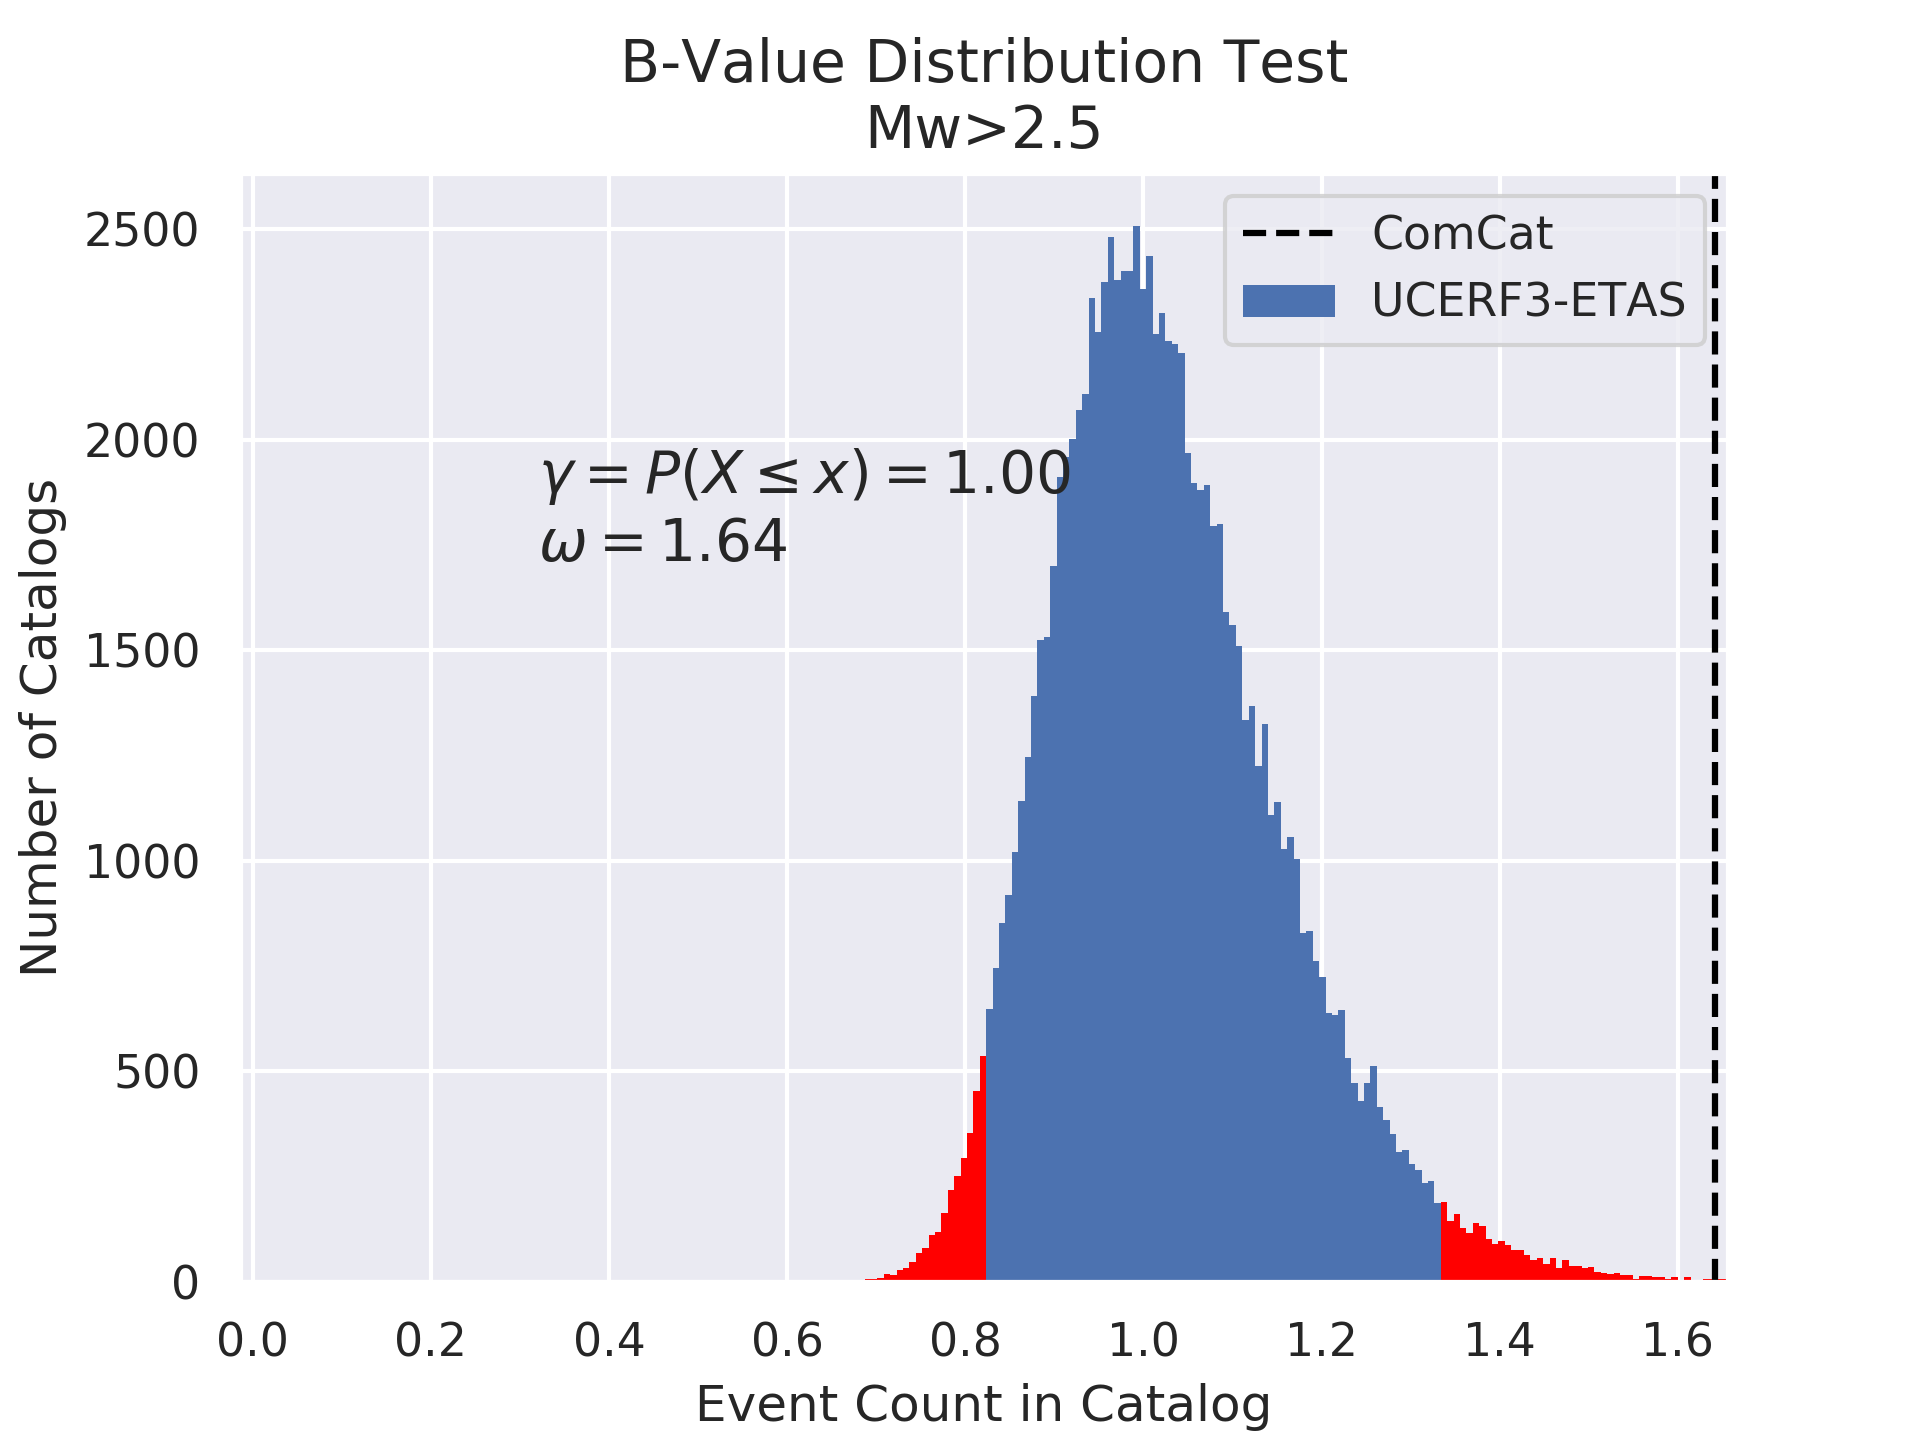 B-Value Distribution Test
Mw>2.5
ComCat
UCERF3-ETAS
γ = P(X ≤ x) = 1.00
ω = 1.64
Number of Catalogs
2500
2000
1500
1000
500
0
0.0 0.2 0.4 0.6 0.8 1.0 1.2 1.4 1.6
Event Count in Catalog